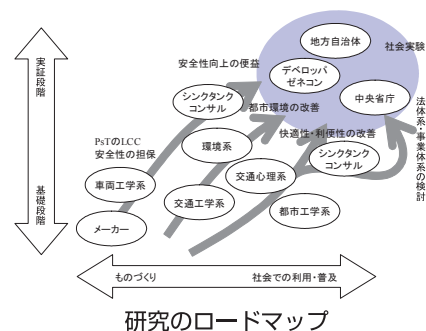 地方自治体
社会実験
安全性向上の便益
デベロッパ
ゼネコン
実証段階
シンクタンク
コンサル
中央省庁
都市環境の改善
法体系・事業体系の検討
快適性・利便性の改善
PsTのLCC
安全性の担保
環境系
シンクタンク
コンサル
車両工学系
交通心理系
基礎段階
交通工学系
都市工学系
メーカー
ものづくり
社会での利用・普及
研究のロードマップ